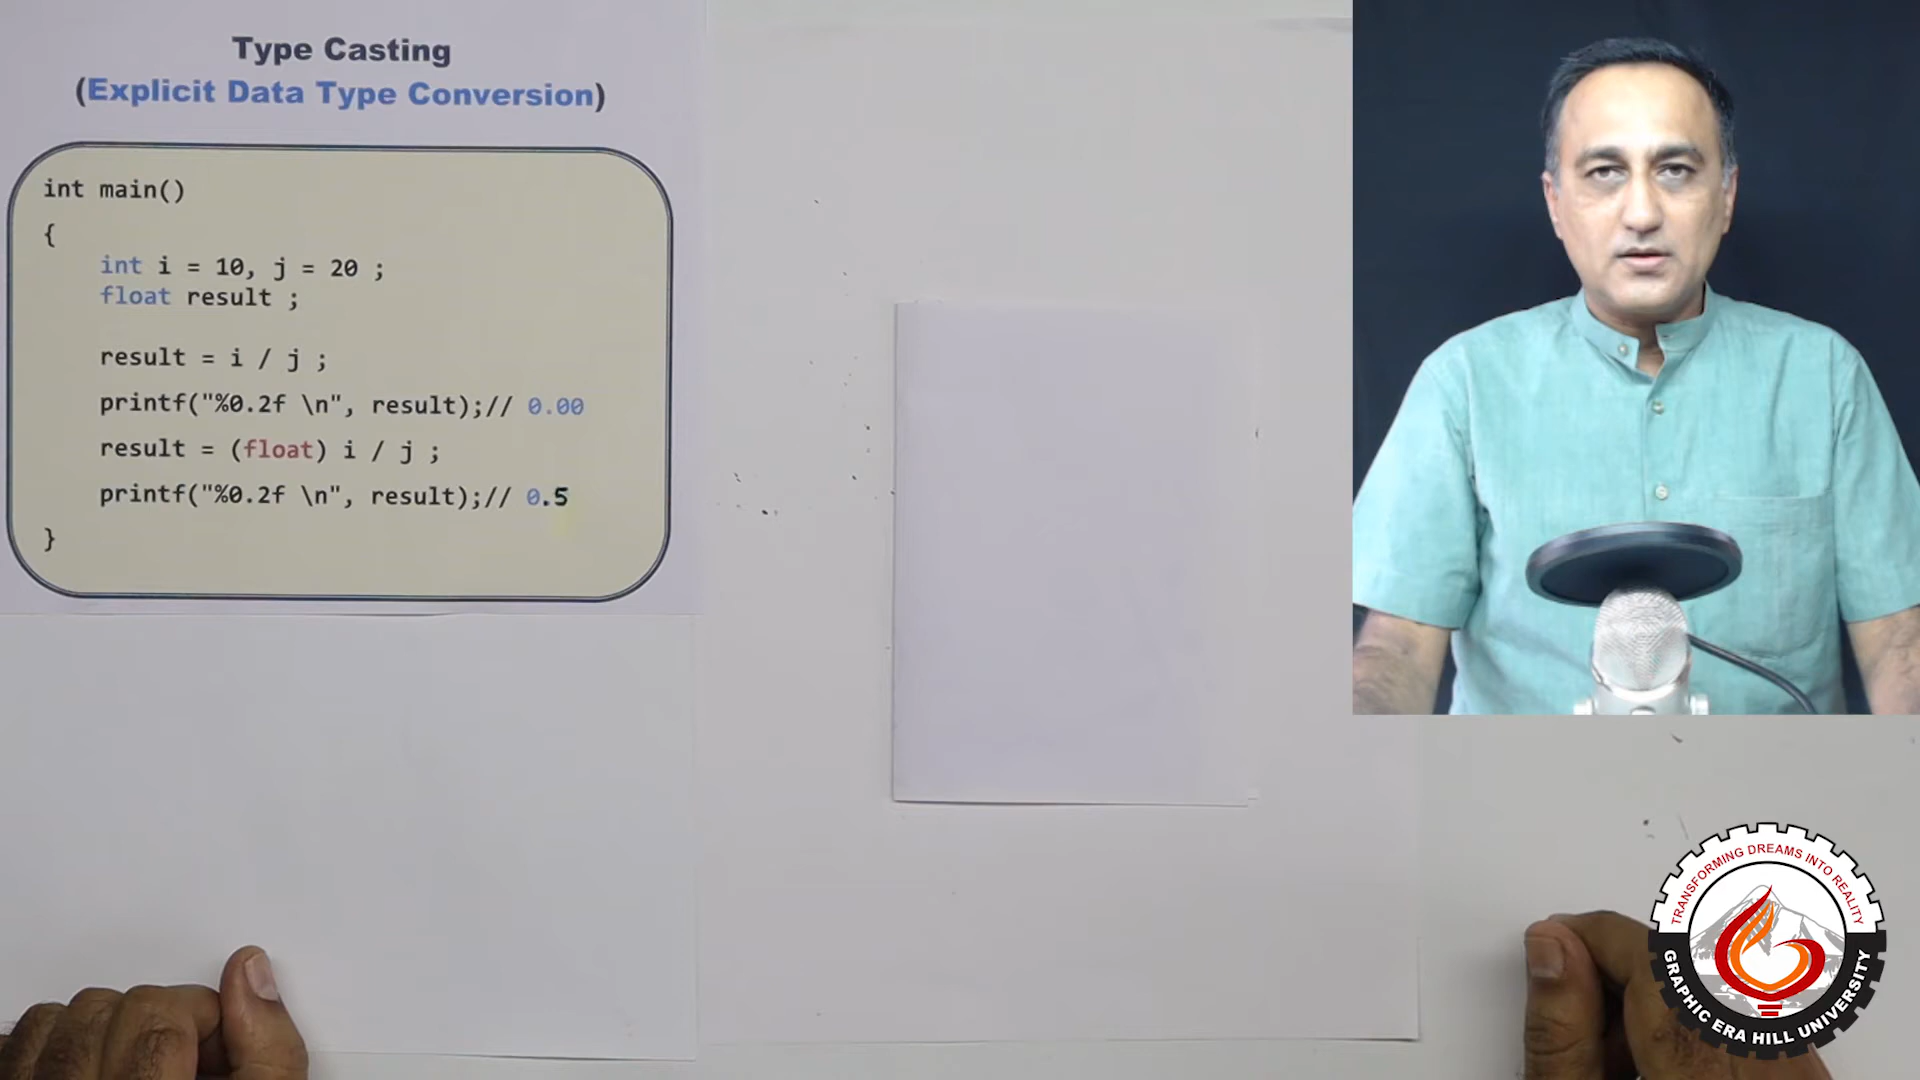 Type Casting
(Explicit Data Type Conversion)
int main()
{
int i = 10, j = 20 ;
float result ;
result = i / j ;
printf("%0.2f \n", result);// 0.00
result = (float) i / j ;
printf("%0.2f \n", result);// 0.5
}
TRANSFORMING DREAMS INTO REALITY
GRAPHIC ERA HILL UNIVERSITY